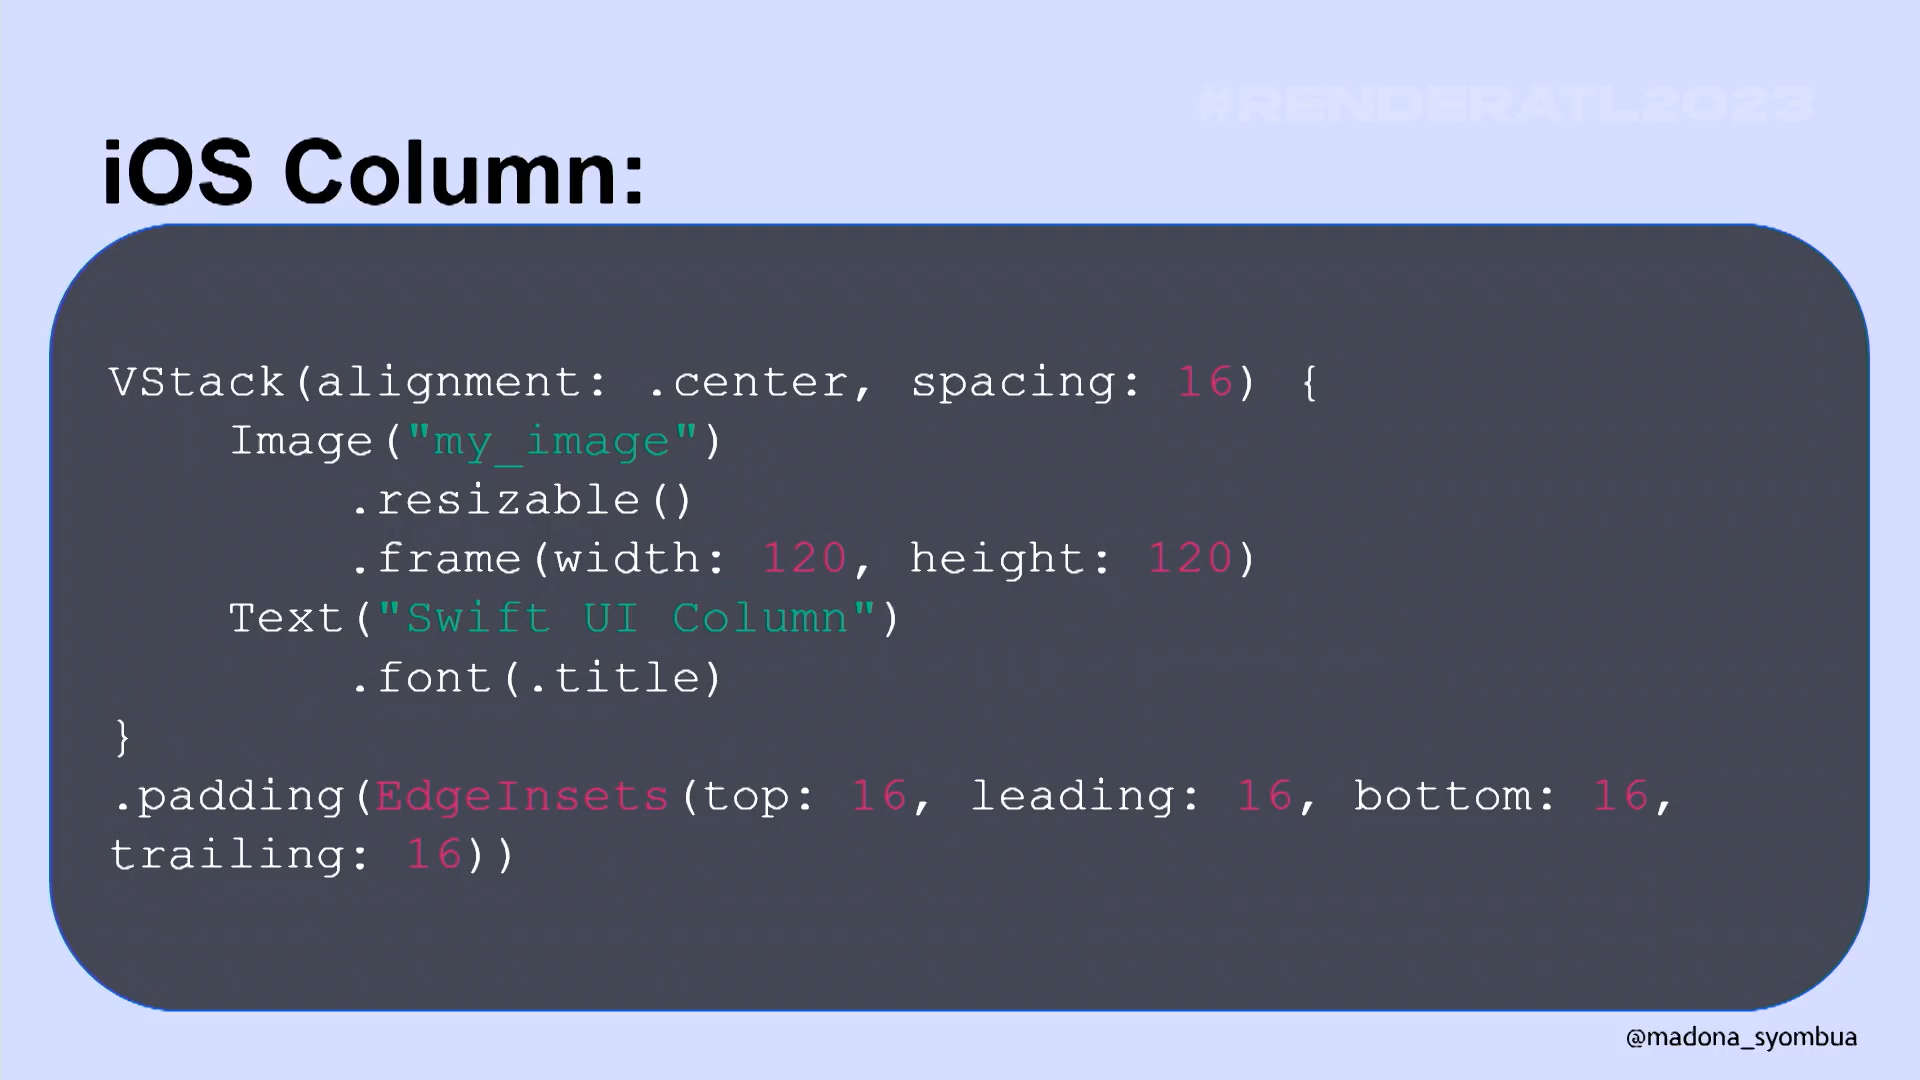 #RENDERATL2023
iOS Column:
VStack(alignment: .center, spacing: 16) {
    Image("my_image")
        .resizable()
        .frame(width: 120, height: 120)
    Text("Swift UI Column")
        .font(.title)
}
.padding(EdgeInsets(top: 16, leading: 16, bottom: 16,
trailing: 16))
@madona_syombua